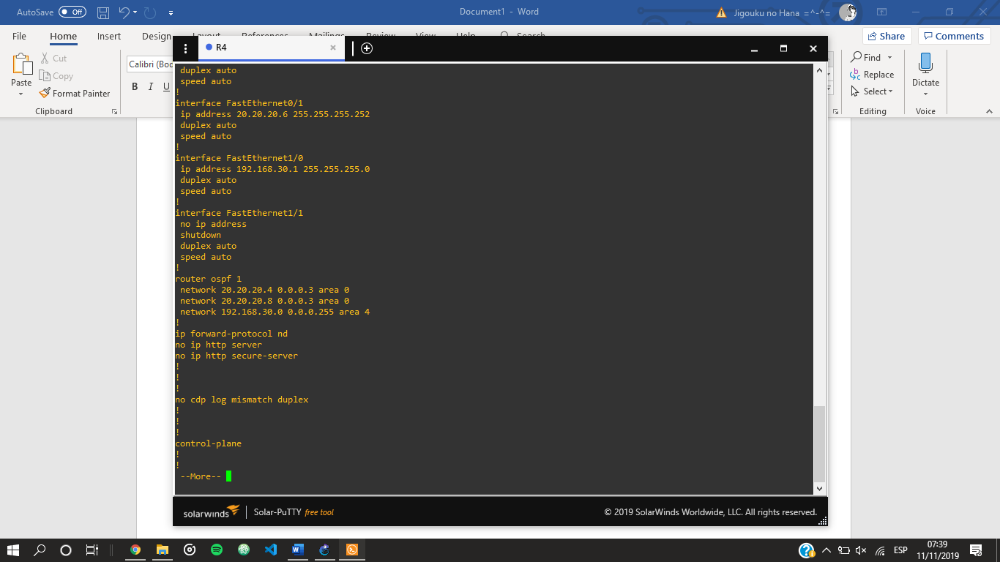 AutoSave Off
Document1 - Word
Jigouku no Hana =^-^=
File Home Insert Design Layout References Mailings Review View Help Search
Share Comments
Paste
Cut
Copy
Format Painter
Clipboard
Calibri (Boc
B I U
Find
Replace
Select
Editing
Dictate
Voice
R4
duplex auto
speed auto
!
interface FastEthernet0/1
ip address 20.20.20.6 255.255.255.252
duplex auto
speed auto
!
interface FastEthernet1/0
ip address 192.168.30.1 255.255.255.0
duplex auto
speed auto
!
interface FastEthernet1/1
no ip address
shutdown
duplex auto
speed auto
!
router ospf 1
network 20.20.20.4 0.0.0.3 area 0
network 20.20.20.8 0.0.0.3 area 0
network 192.168.30.0 0.0.0.255 area 4
!
ip forward-protocol nd
no ip http server
no ip http secure-server
!
!
!
no cdp log mismatch duplex
!
!
!
control-plane
!
!
--More--
solarwinds Solar-PuTTY free tool
© 2019 SolarWinds Worldwide, LLC. All rights reserved.
ESP
07:39
11/11/2019